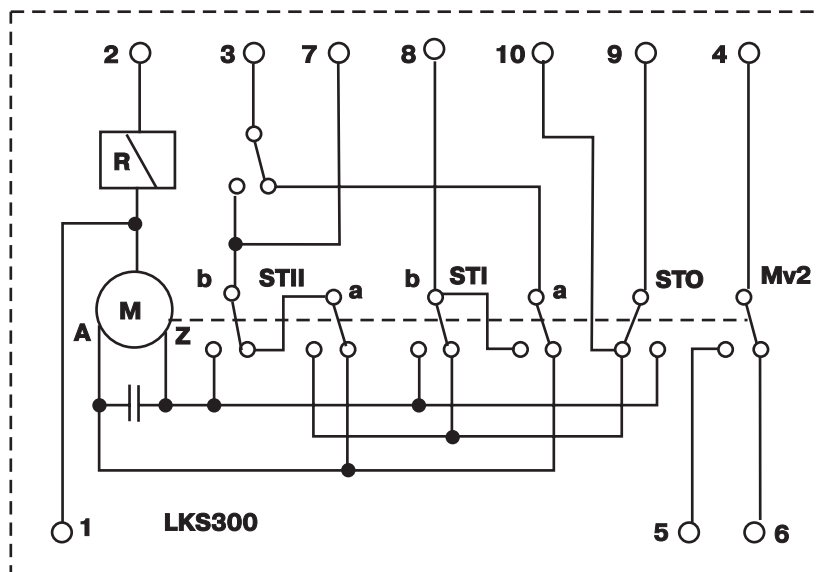 2 3 7 8 10 9 4
R
b STII a b STI a STO Mv2
M
A Z
1 LKS300 5 6